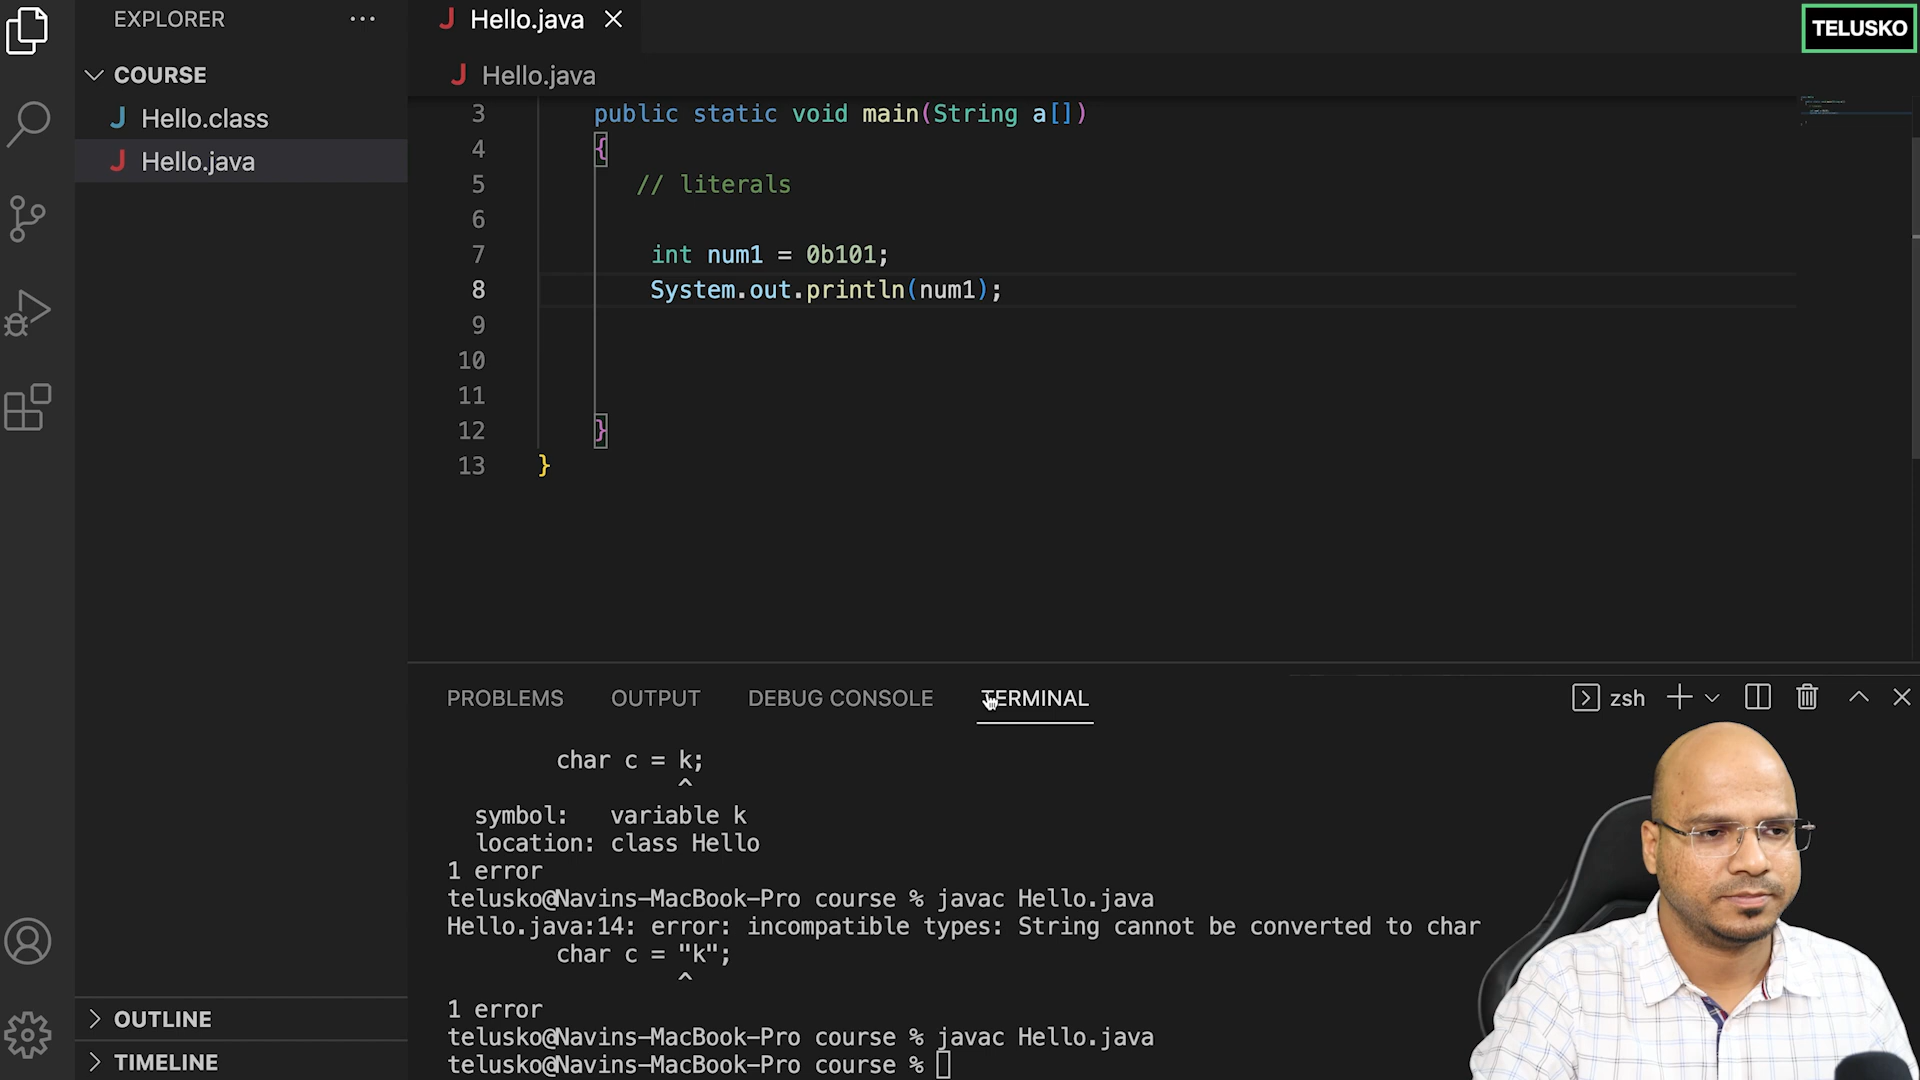 EXPLORER
COURSE
Hello.class
Hello.java
OUTLINE
TIMELINE
Hello.java
TELUSKO
Hello.java
3 public static void main(String a[])
4 {
5 // literals
6
7 int num1 = 0b101;
8 System.out.println(num1);
9
10
11
12 }
13 }
PROBLEMS OUTPUT DEBUG CONSOLE TERMINAL zsh
char c = k;
^
symbol: variable k
location: class Hello
1 error
telusko@Navins-MacBook-Pro course % javac Hello.java
Hello.java:14: error: incompatible types: String cannot be converted to char
char c = "k";
^
1 error
telusko@Navins-MacBook-Pro course % javac Hello.java
telusko@Navins-MacBook-Pro course %